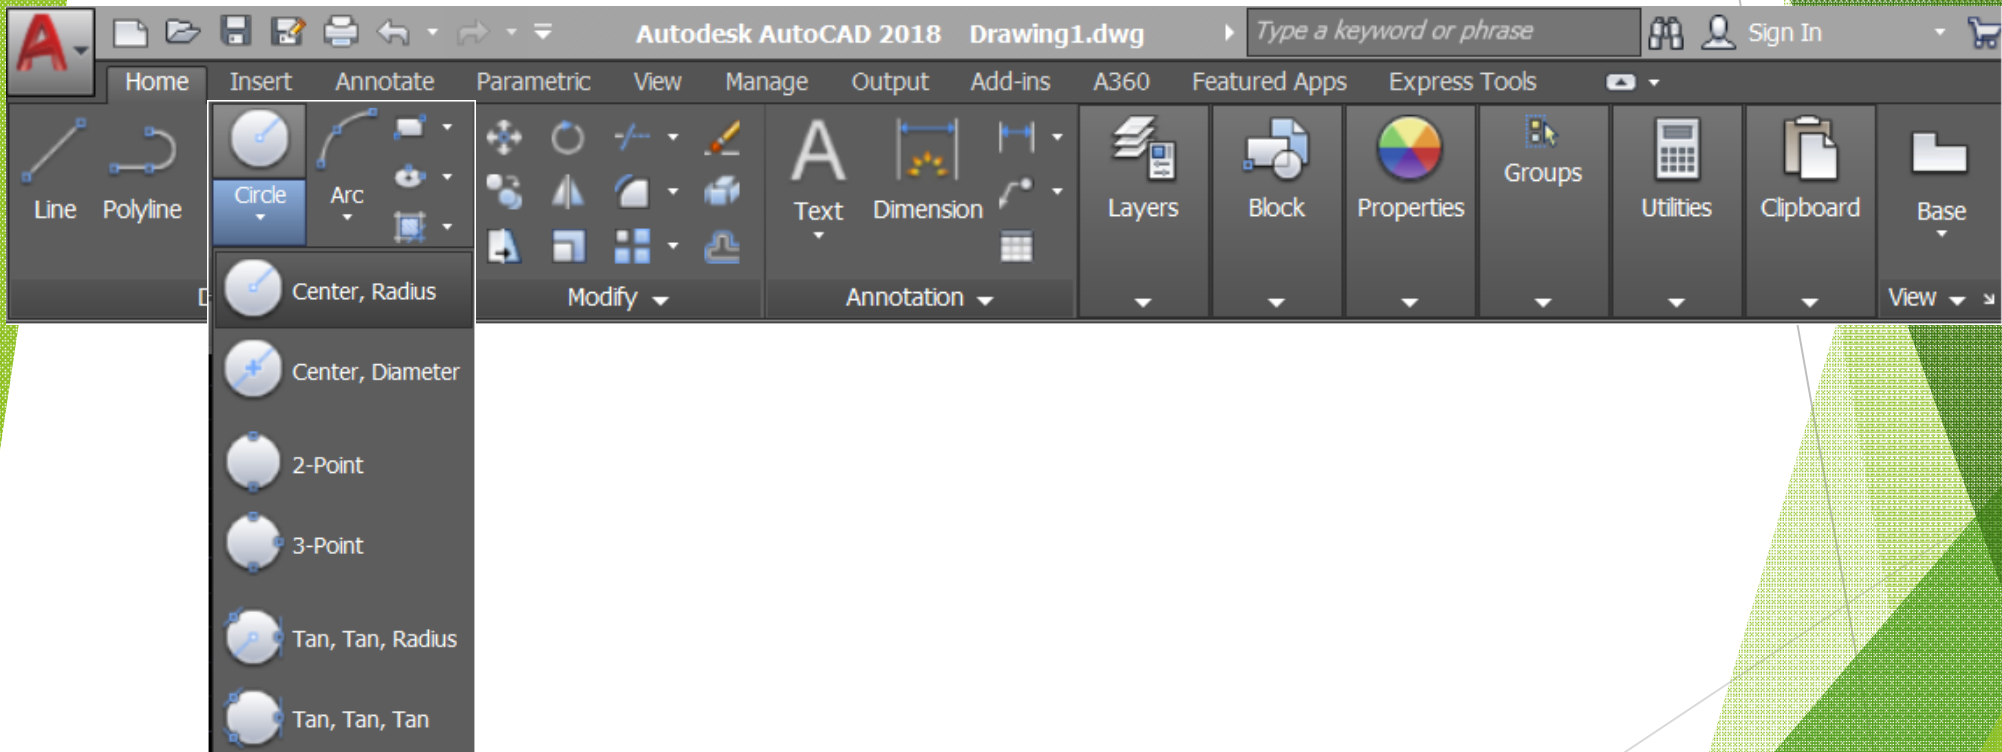 Autodesk AutoCAD 2018 Drawing1.dwg
Type a keyword or phrase
Sign In
Home Insert Annotate Parametric View Manage Output Add-ins A360 Featured Apps Express Tools
Line Polyline Circle Arc Text Dimension Layers Block Properties Groups Utilities Clipboard Base
Modify Annotation View
Center, Radius
Center, Diameter
2-Point
3-Point
Tan, Tan, Radius
Tan, Tan, Tan